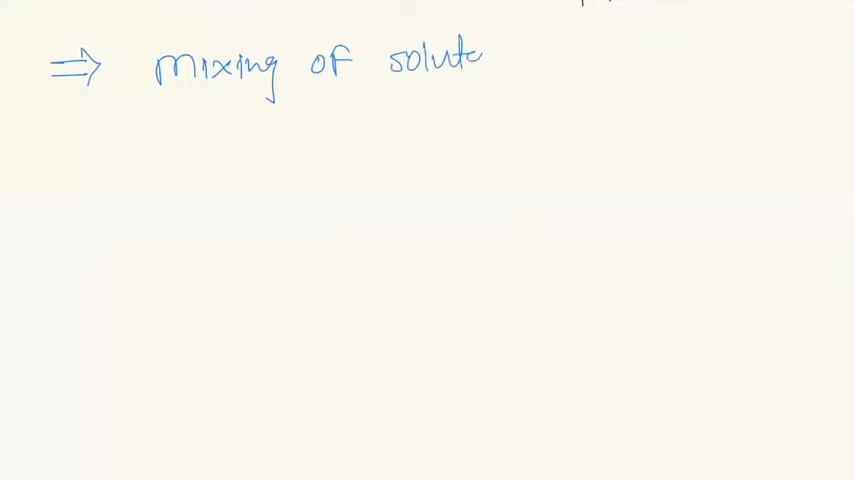 ⇒ mixing of solute